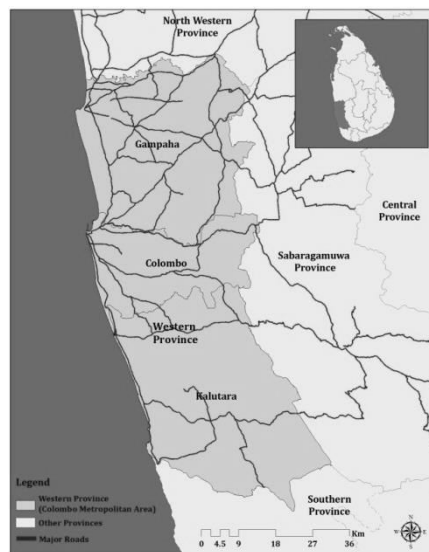 North Western
Province
Gampaha
Central
Province
Colombo
Sabaragamuwa
Province
Western
Province
Kalutara
Legend
Western Province
(Colombo Metropolitan Area)
Other Provinces
Major Roads
Southern
Province
0 4.5 9 18 27 36
Km